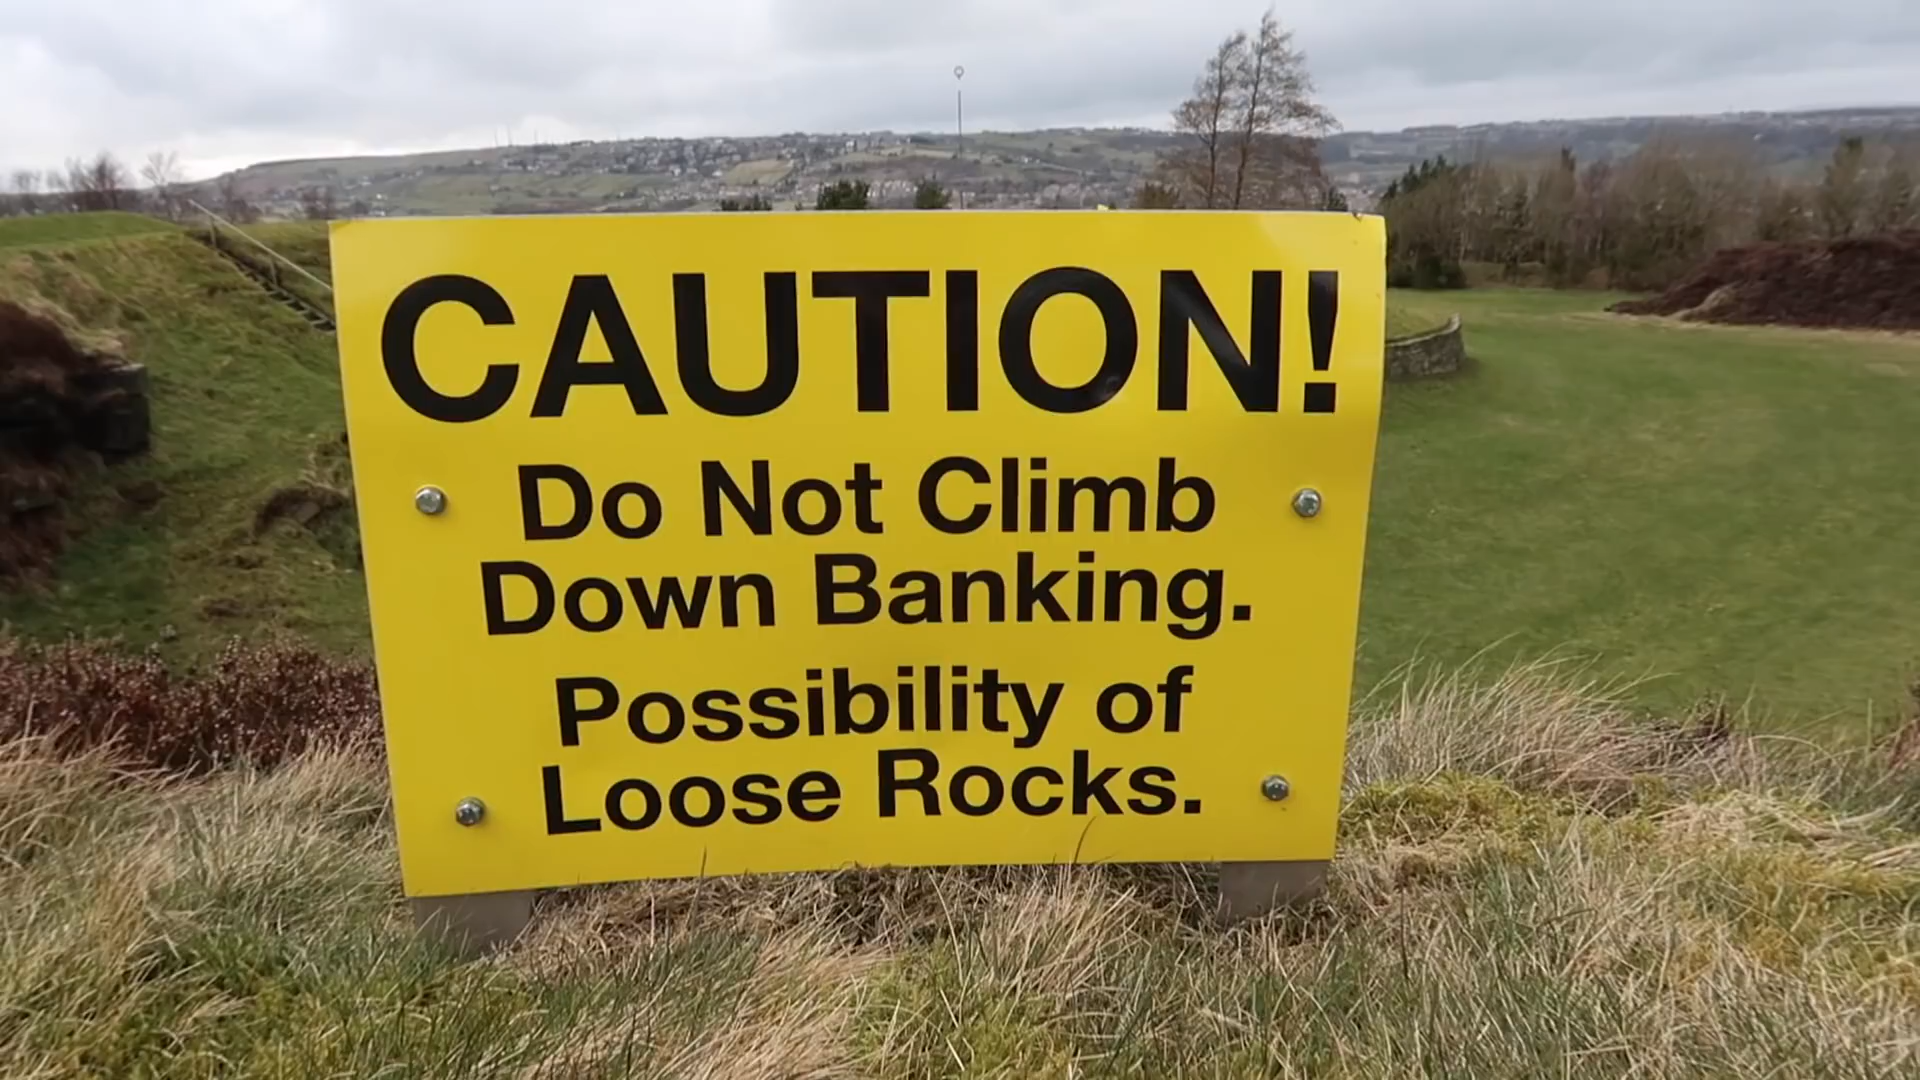 CAUTION!
Do Not Climb
Down Banking.
Possibility of
Loose Rocks.